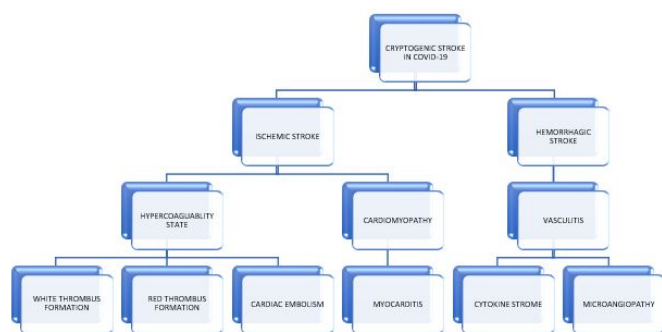 CRYPTOGENIC STROKE
IN COVID-19
ISCHEMIC STROKE
HEMORRHAGIC
STROKE
HYPERCOAGUABLITY
STATE
CARDIOMYOPATHY
VASCULITIS
WHITE THROMBUS
FORMATION
RED THROMBUS
FORMATION
CARDIAC EMBOLISM
MYOCARDITIS
CYTOKINE STROME
MICROANGIOPATHY